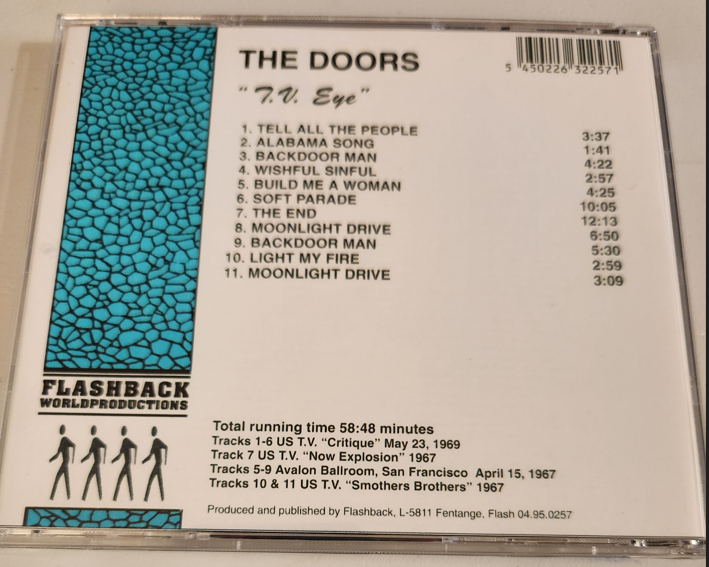 THE DOORS
"T.V. Eye"
5 450226 322571
1. TELL ALL THE PEOPLE 3:37
2. ALABAMA SONG 1:41
3. BACKDOOR MAN 4:22
4. WISHFUL SINFUL 2:57
5. BUILD ME A WOMAN 4:25
6. SOFT PARADE 10:05
7. THE END 12:13
8. MOONLIGHT DRIVE 6:50
9. BACKDOOR MAN 5:30
10. LIGHT MY FIRE 2:59
11. MOONLIGHT DRIVE 3:09
FLASHBACK
WORLDPRODUCTIONS
Total running time 58:48 minutes
Tracks 1-6 US T.V. "Critique" May 23, 1969
Track 7 US T.V. "Now Explosion" 1967
Tracks 5-9 Avalon Ballroom, San Francisco April 15, 1967
Tracks 10 & 11 US T.V. "Smothers Brothers" 1967
Produced and published by Flashback, L-5811 Fentange, Flash 04.95.0257